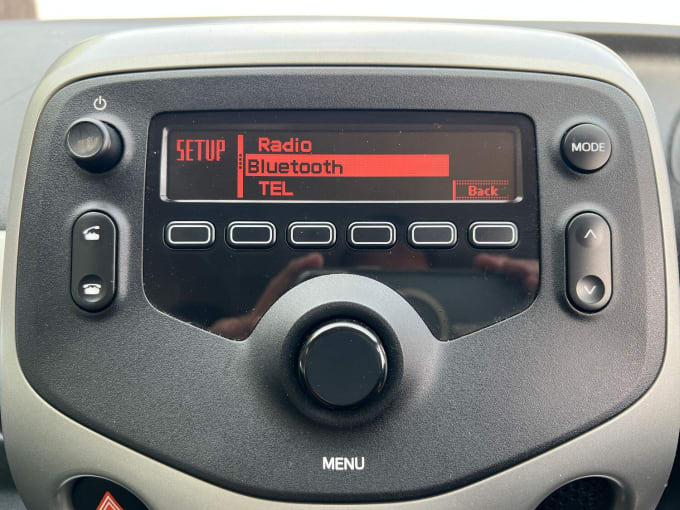 SETUP
Radio
Bluetooth
TEL
Back
MODE
MENU